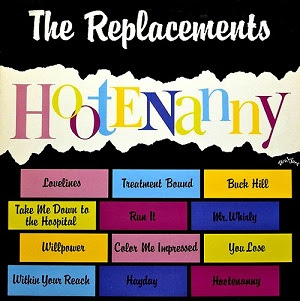 The Replacements
HootENanny
Lovelines
Treatment Bound
Buck Hill
Take Me Down to
the Hospital
Run It
Mr. Whirly
Willpower
Color Me Impressed
You Lose
Within Your Reach
Hayday
Hootenanny